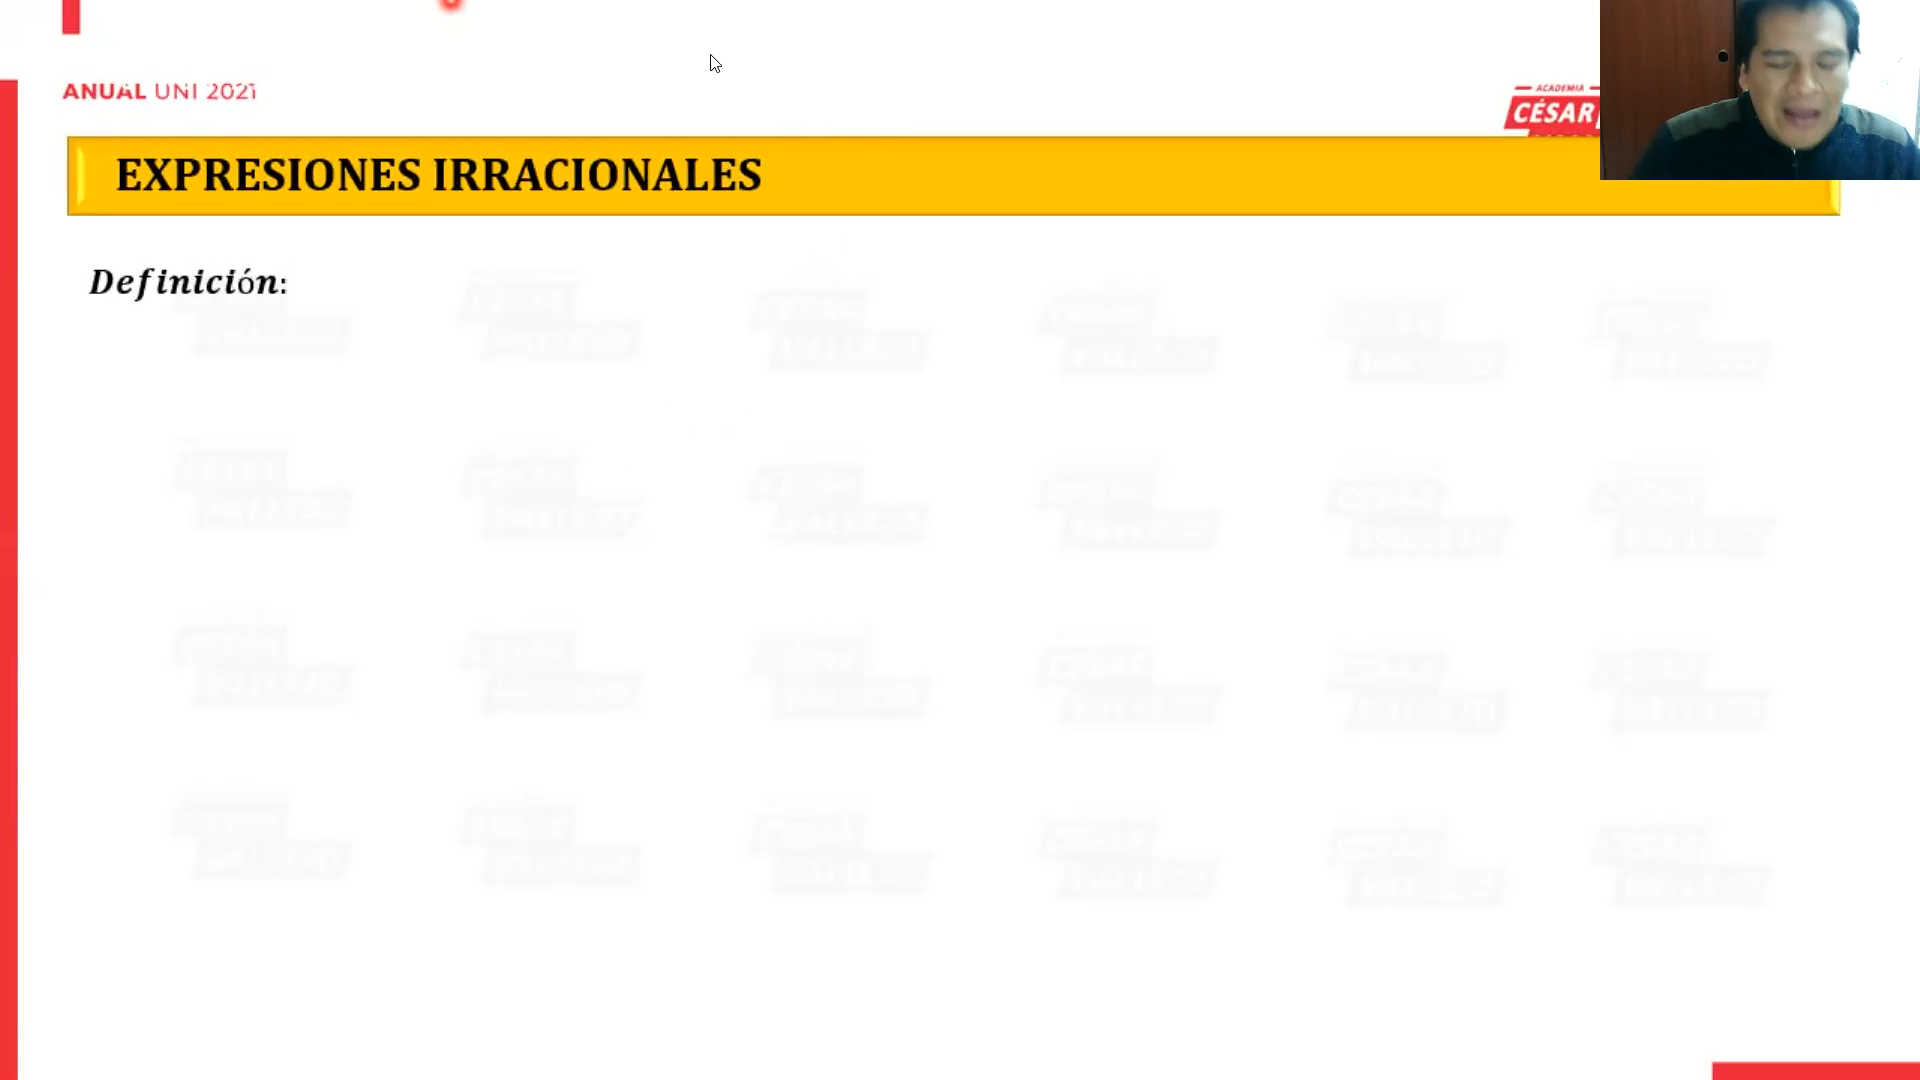 ANUAL UNI 2021
ACADEMIA
CÉSAR
EXPRESIONES IRRACIONALES
Definición: